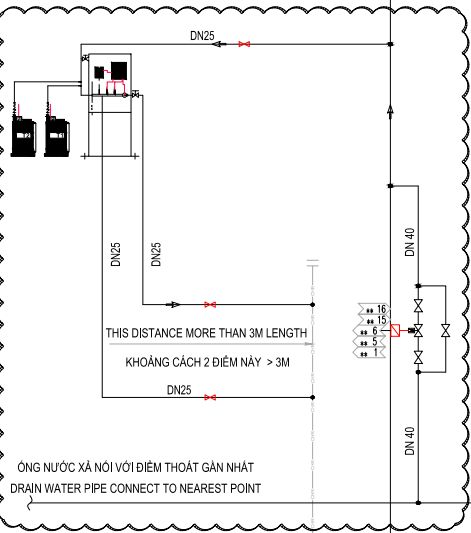 DN25
T2
T1
DN25
DN25
DN 40
** 16
** 15
** 6
** 5
** 1
THIS DISTANCE MORE THAN 3M LENGTH
KHOẢNG CÁCH 2 ĐIỂM NÀY > 3M
DN25
DN 40
ỐNG NƯỚC XẢ NỐI VỚI ĐIỂM THOÁT GẦN NHẤT
DRAIN WATER PIPE CONNECT TO NEAREST POINT